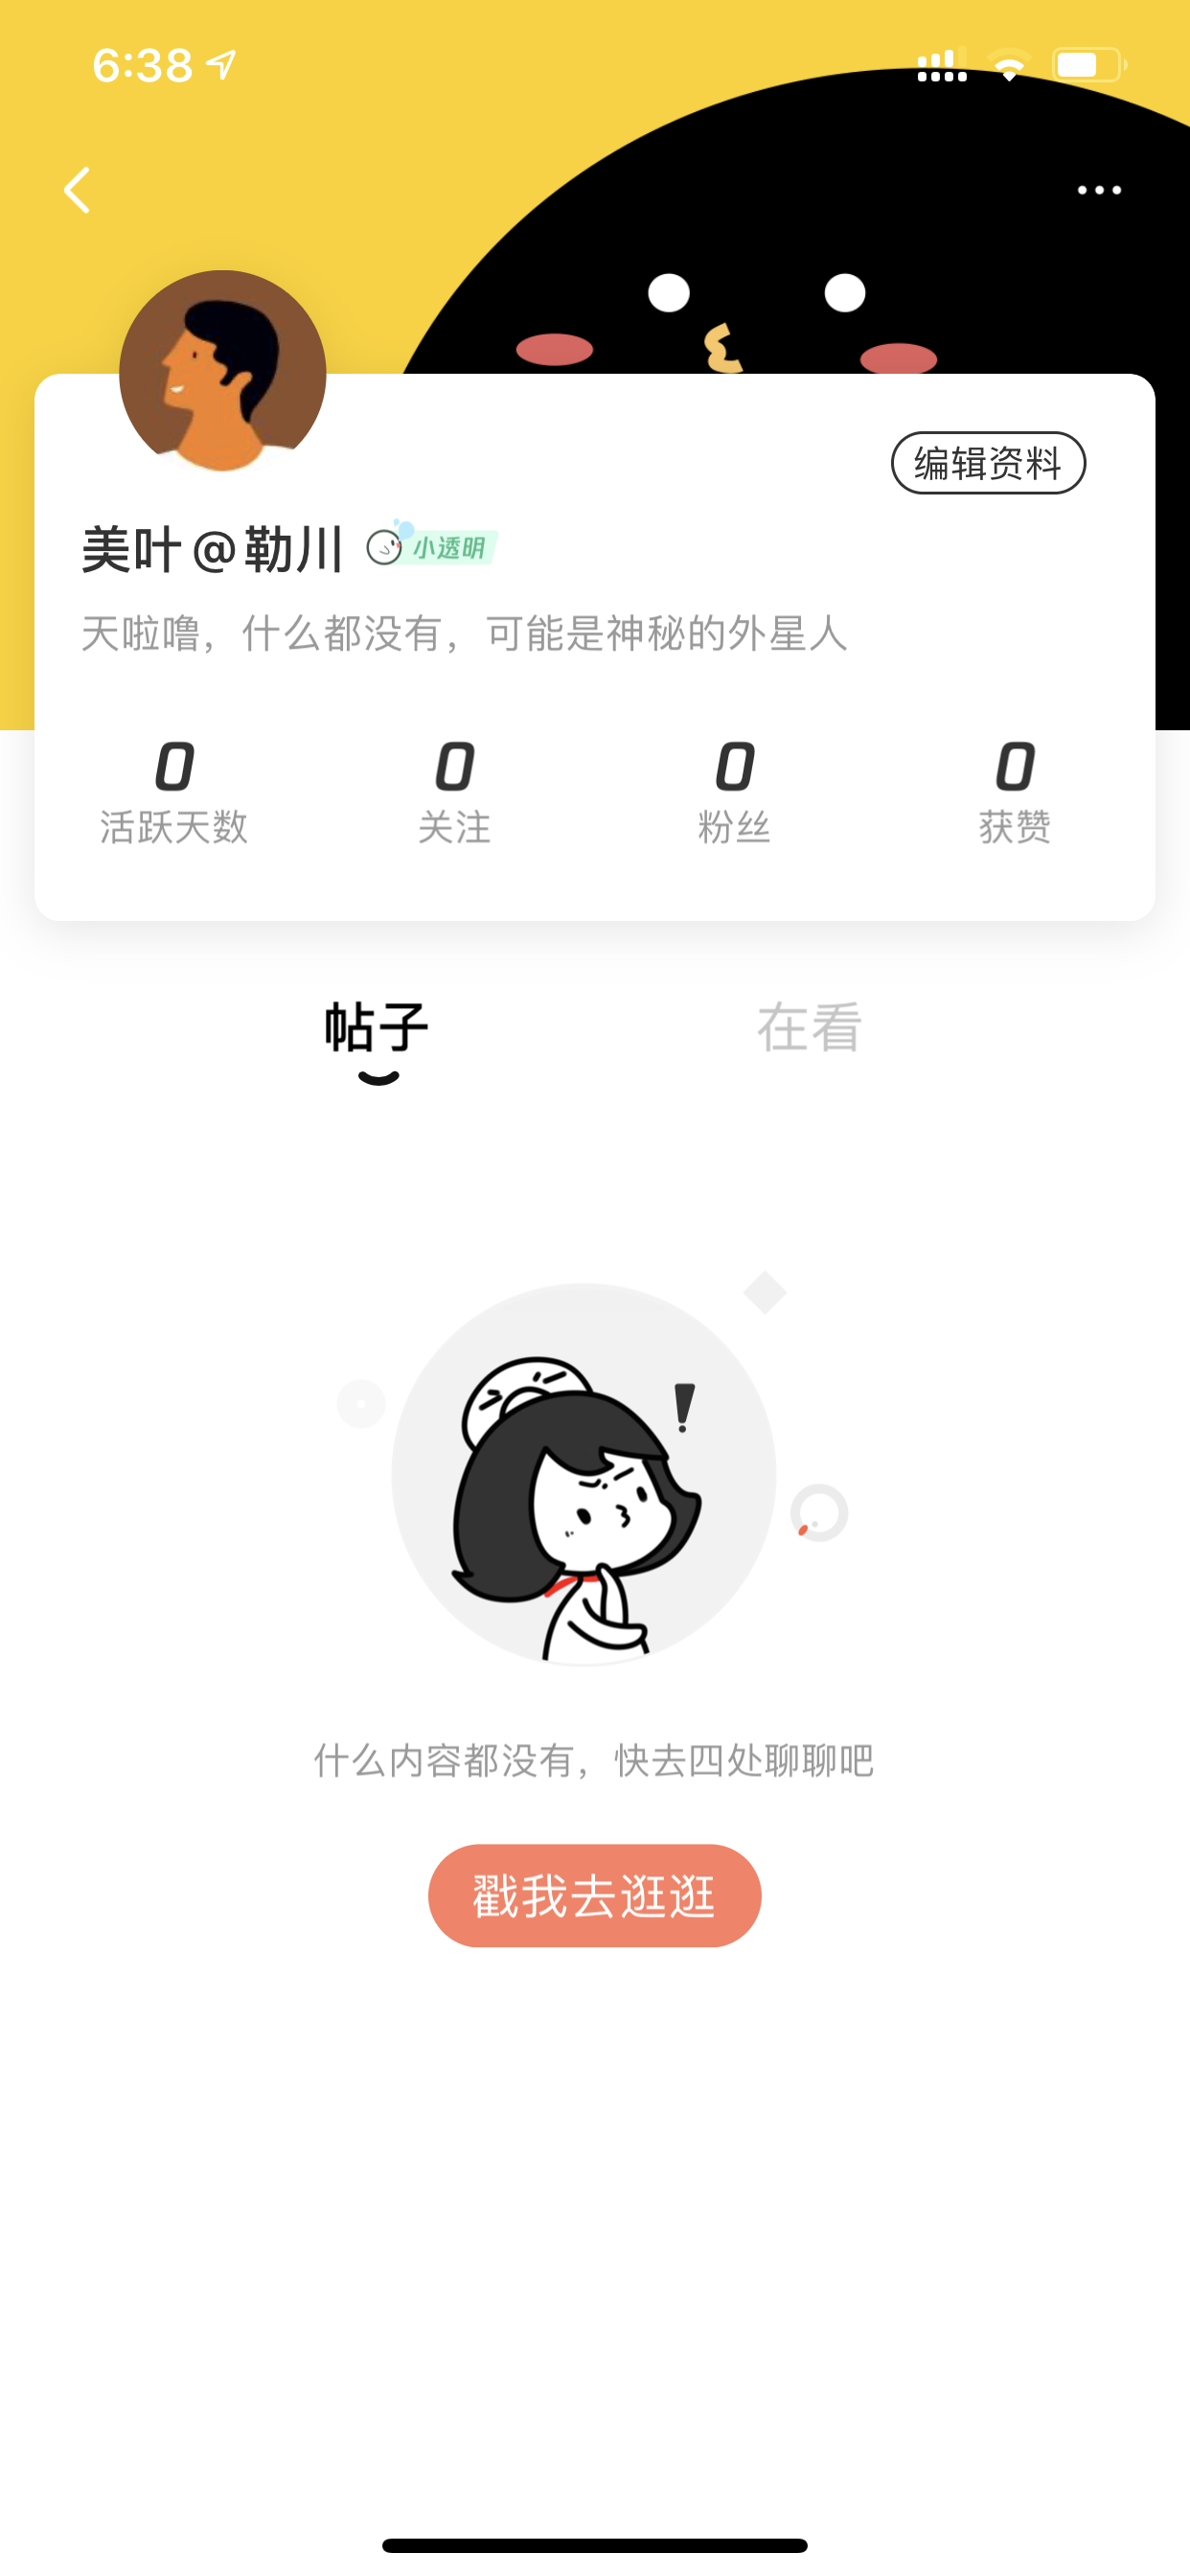 6:38
编辑资料
美叶@勒川 小透明
天啦噜，什么都没有，可能是神秘的外星人
0 0 0 0
活跃天数 关注 粉丝 获赞
帖子 在看
什么内容都没有，快去四处聊聊吧
戳我去逛逛